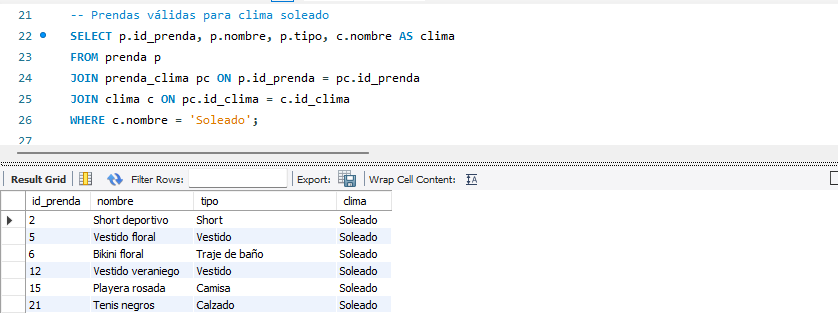 21 -- Prendas válidas para clima soleado
22 SELECT p.id_prenda, p.nombre, p.tipo, c.nombre AS clima
23 FROM prenda p
24 JOIN prenda_clima pc ON p.id_prenda = pc.id_prenda
25 JOIN clima c ON pc.id_clima = c.id_clima
26 WHERE c.nombre = 'Soleado';
27
Result Grid Filter Rows: Export: Wrap Cell Content:
id_prenda nombre tipo clima
2 Short deportivo Short Soleado
5 Vestido floral Vestido Soleado
6 Bikini floral Traje de baño Soleado
12 Vestido veraniego Vestido Soleado
15 Playera rosada Camisa Soleado
21 Tenis negros Calzado Soleado